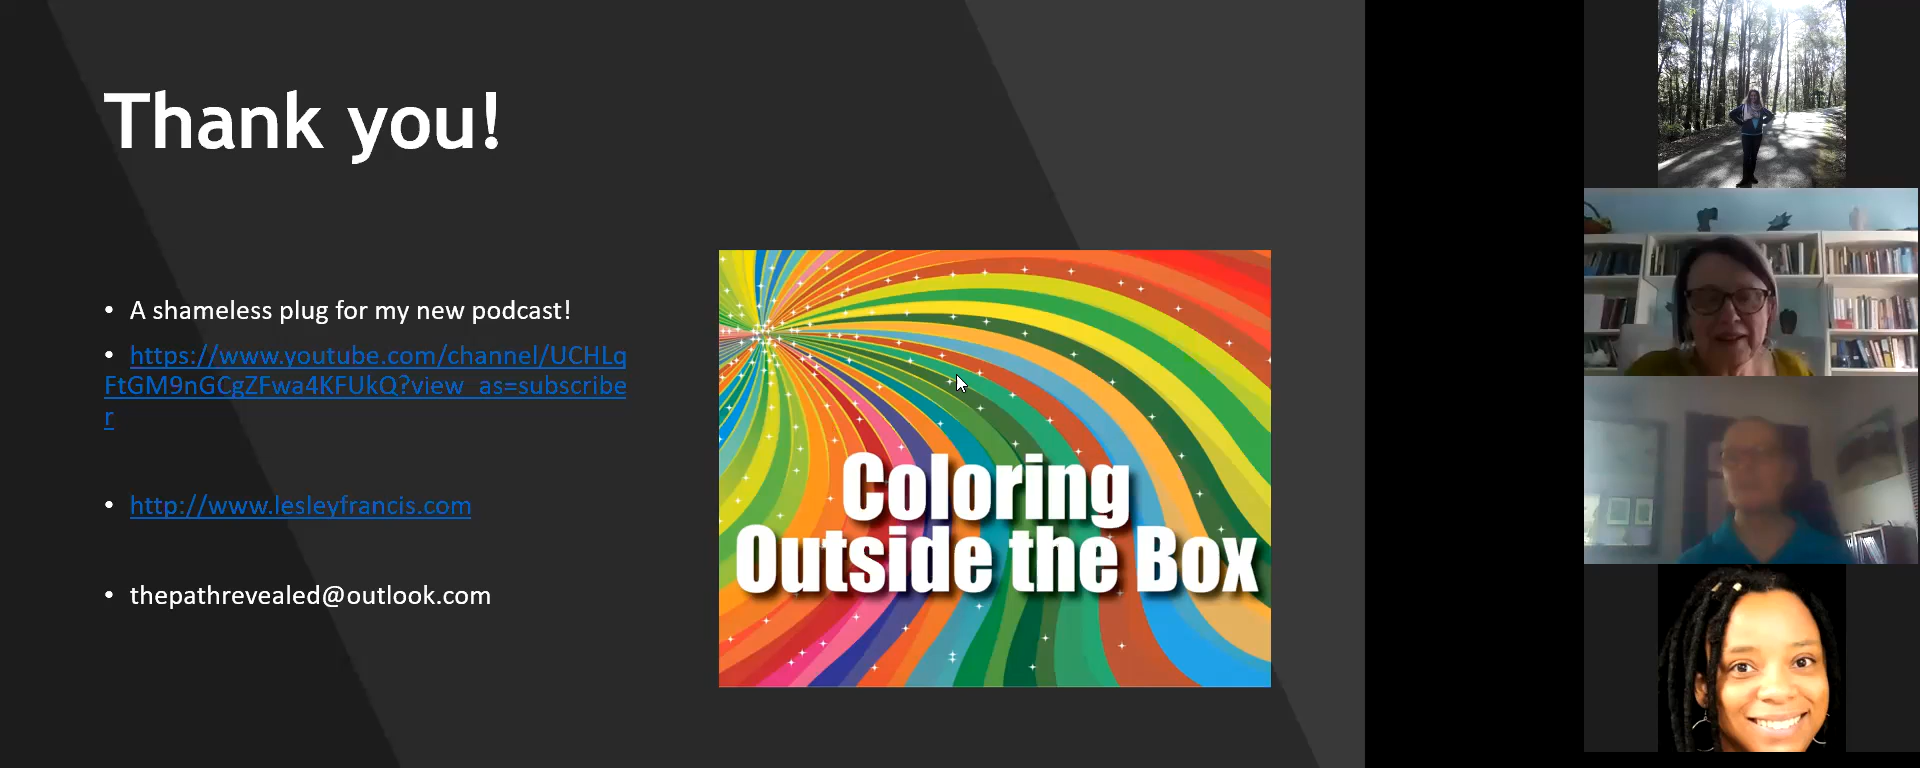 Thank you!
• A shameless plug for my new podcast!
• https://www.youtube.com/channel/UCHLq
FtGM9nGCgZFwa4KFUkQ?view_as=subscribe
r
• http://www.lesleyfrancis.com
• thepathrevealed@outlook.com
Coloring
Outside the Box